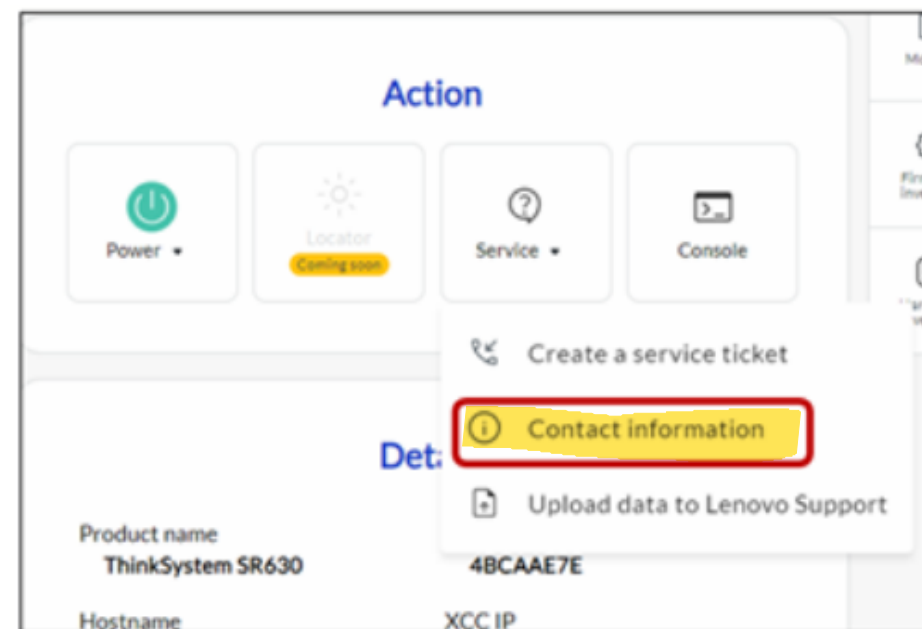 Action
Power
Locator
Coming soon
Service
Console
Create a service ticket
Contact information
Upload data to Lenovo Support
Product name
ThinkSystem SR630
4BCAAE7E
Hostname
XCC IP